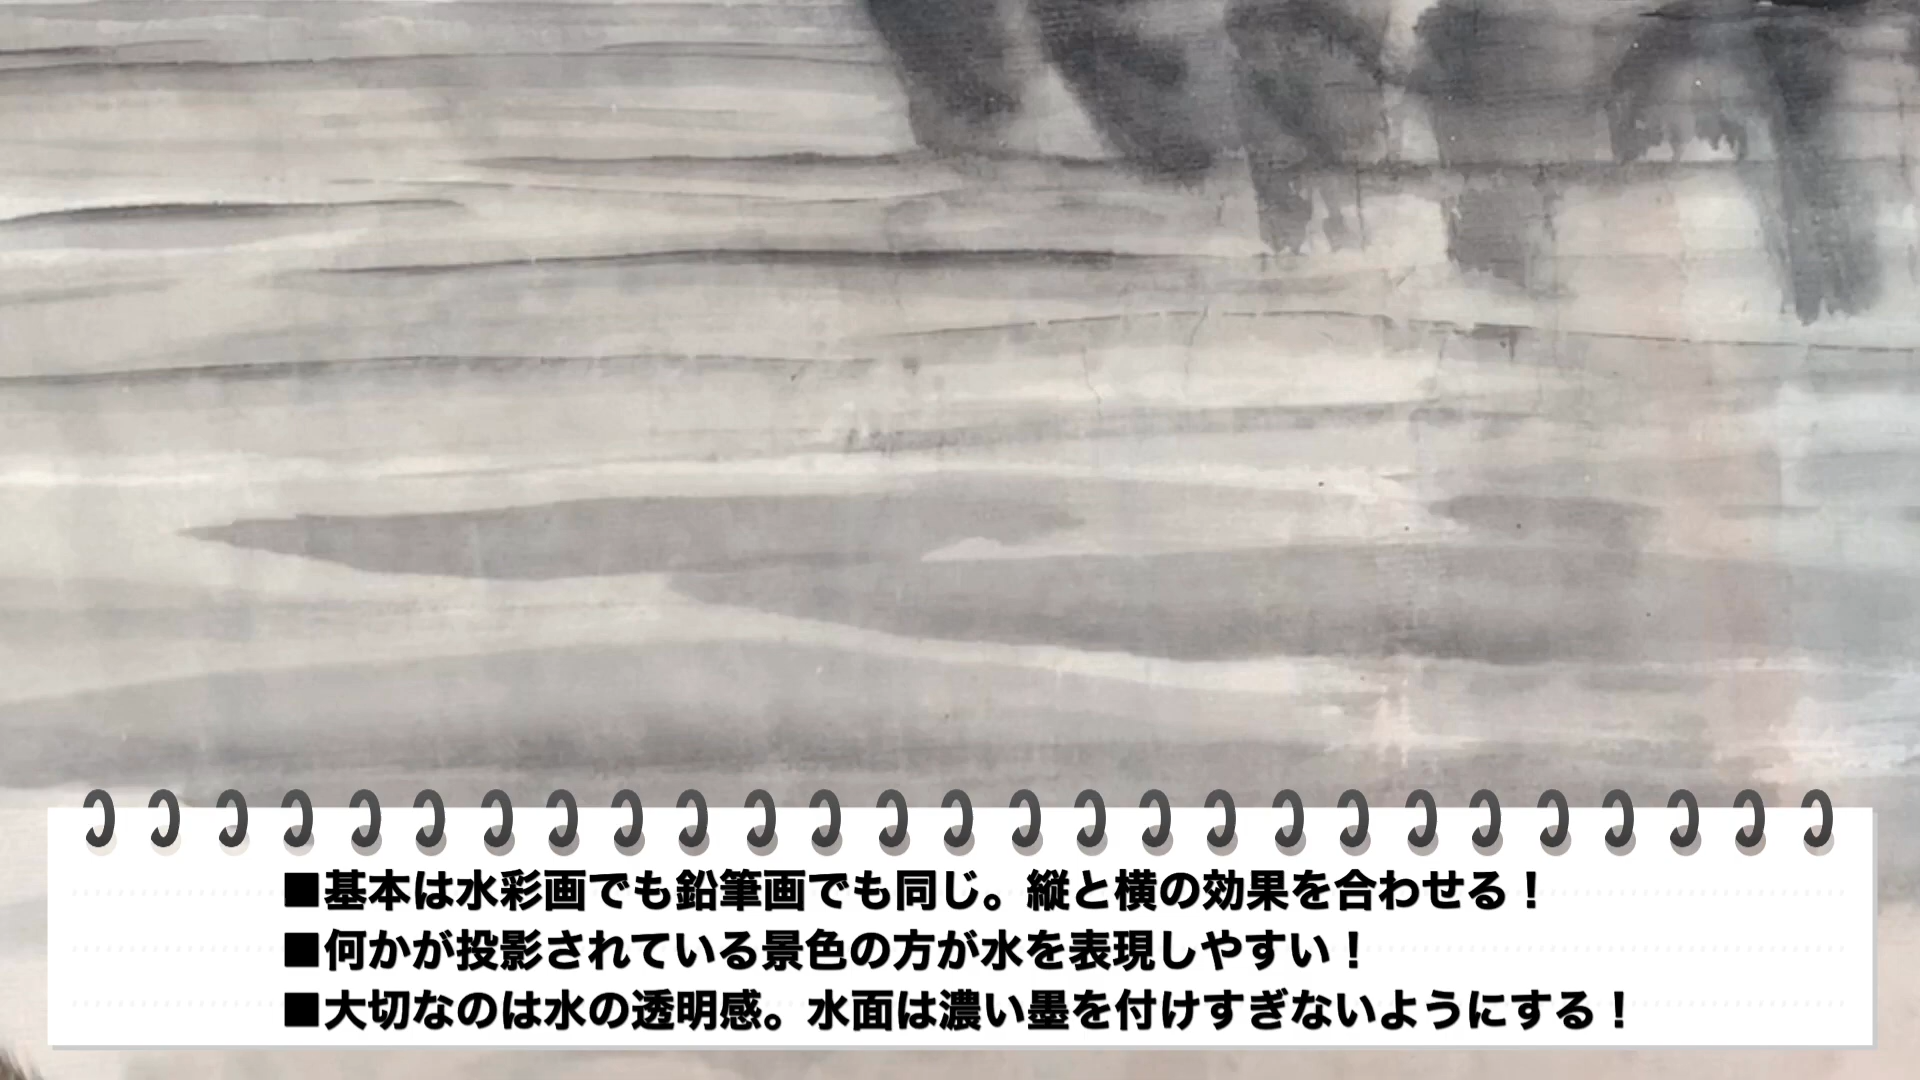 ■基本は水彩画でも鉛筆画でも同じ。縦と横の効果を合わせる！
■何かが投影されている景色の方が水を表現しやすい！
■大切なのは水の透明感。水面は濃い墨を付けすぎないようにする！